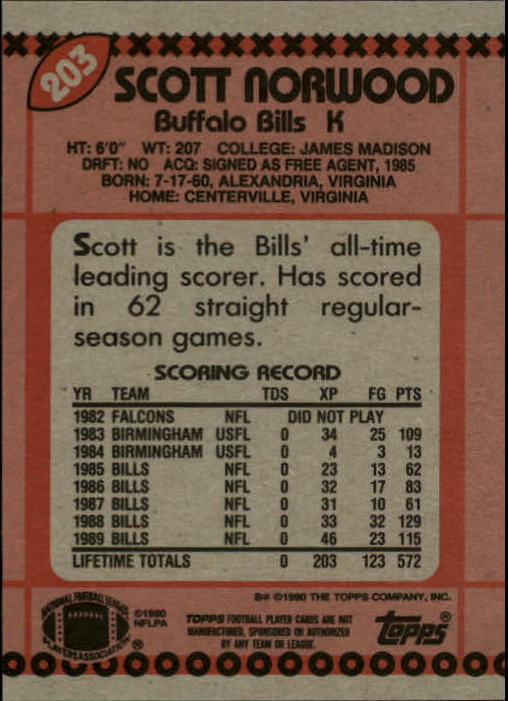 203
SCOTT NORWOOD
Buffalo Bills K
HT: 6'0" WT: 207 COLLEGE: JAMES MADISON
DRFT: NO ACQ: SIGNED AS FREE AGENT, 1985
BORN: 7-17-60, ALEXANDRIA, VIRGINIA
HOME: CENTERVILLE, VIRGINIA
Scott is the Bills' all-time
leading scorer. Has scored
in 62 straight regular-
season games.
SCORING RECORD
YR TEAM TDS XP FG PTS
1982 FALCONS NFL DID NOT PLAY
1983 BIRMINGHAM USFL 0 34 25 109
1984 BIRMINGHAM USFL 0 4 3 13
1985 BILLS NFL 0 23 13 62
1986 BILLS NFL 0 32 17 83
1987 BILLS NFL 0 31 10 61
1988 BILLS NFL 0 33 32 129
1989 BILLS NFL 0 46 23 115
LIFETIME TOTALS 0 203 123 572
B* ©1990 THE TOPPS COMPANY, INC.
NATIONAL FOOTBALL LEAGUE
PLAYERS ASSOCIATION ®
©1990
NFLPA
TOPPS FOOTBALL PLAYER CARDS ARE NOT
MANUFACTURED, SPONSORED OR AUTHORIZED
BY ANY TEAM OR LEAGUE.
topps®